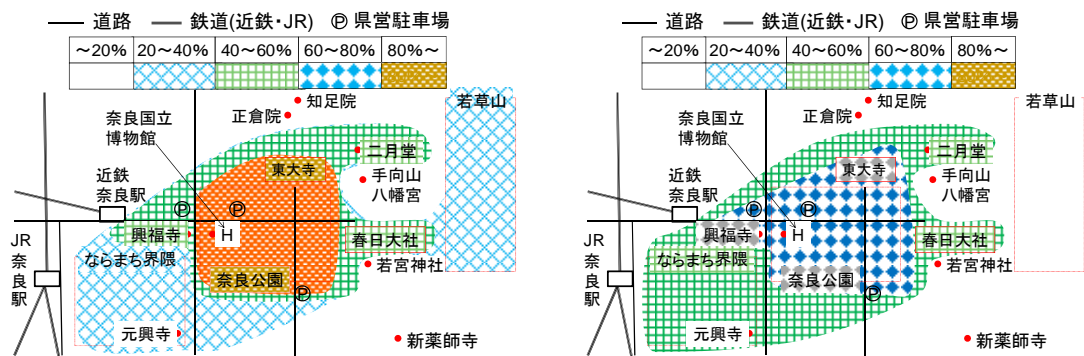 道路 鉄道(近鉄・JR) Ⓟ 県営駐車場
～20% 20～40% 40～60% 60～80% 80%～
知足院
若草山
正倉院
奈良国立
博物館
二月堂
東大寺
手向山
八幡宮
近鉄
奈良駅
Ⓟ Ⓟ
興福寺
H
春日大社
JR
奈
良
駅
ならまち界隈
若宮神社
奈良公園
Ⓟ
元興寺
新薬師寺
道路 鉄道(近鉄・JR) Ⓟ 県営駐車場
～20% 20～40% 40～60% 60～80% 80%～
知足院
若草山
正倉院
奈良国立
博物館
二月堂
東大寺
手向山
八幡宮
近鉄
奈良駅
Ⓟ Ⓟ
興福寺
H
春日大社
JR
奈
良
駅
ならまち界隈
若宮神社
奈良公園
Ⓟ
元興寺
新薬師寺